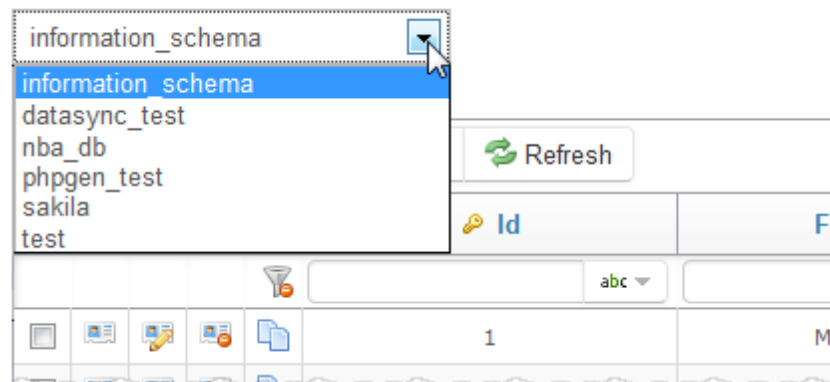 information_schema
information_schema
datasync_test
nba_db
phpgen_test
sakila
test
Refresh
Id
F
abc
1
M